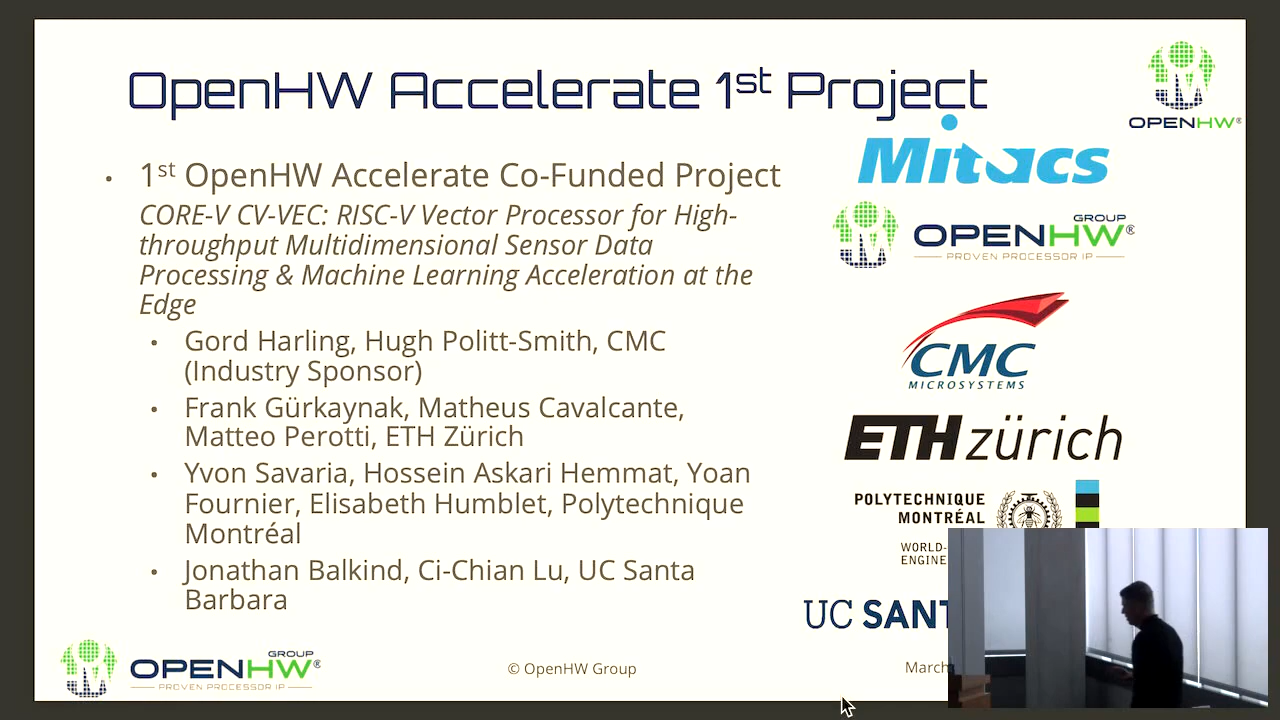 OpenHW Accelerate 1st Project
OPENHW®
Mitacs
• 1st OpenHW Accelerate Co-Funded Project
CORE-V CV-VEC: RISC-V Vector Processor for High-
throughput Multidimensional Sensor Data
Processing & Machine Learning Acceleration at the
Edge
• Gord Harling, Hugh Politt-Smith, CMC
(Industry Sponsor)
• Frank Gürkaynak, Matheus Cavalcante,
Matteo Perotti, ETH Zürich
• Yvon Savaria, Hossein Askari Hemmat, Yoan
Fournier, Elisabeth Humblet, Polytechnique
Montréal
• Jonathan Balkind, Ci-Chian Lu, UC Santa
Barbara
GROUP
OPENHW®
PROVEN PROCESSOR IP
CMC
MICROSYSTEMS
ETH zürich
POLYTECHNIQUE
MONTRÉAL
WORLD-
ENGINE
UC SANT
GROUP
OPENHW®
PROVEN PROCESSOR IP
© OpenHW Group
March